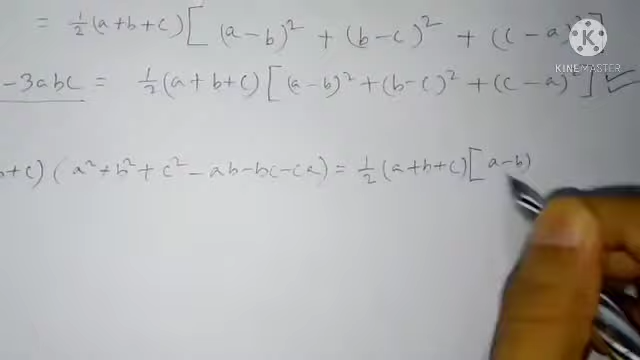 = 1/2 (a+b+c) [ (a-b)² + (b-c)² + (c-a)² ]
KINEMASTER
-3abc = 1/2 (a+b+c) [ (a-b)² + (b-c)² + (c-a)² ] ✓
b+c) ( a² + b² + c² - ab - bc - ca) = 1/2 (a+b+c) [ a-b)